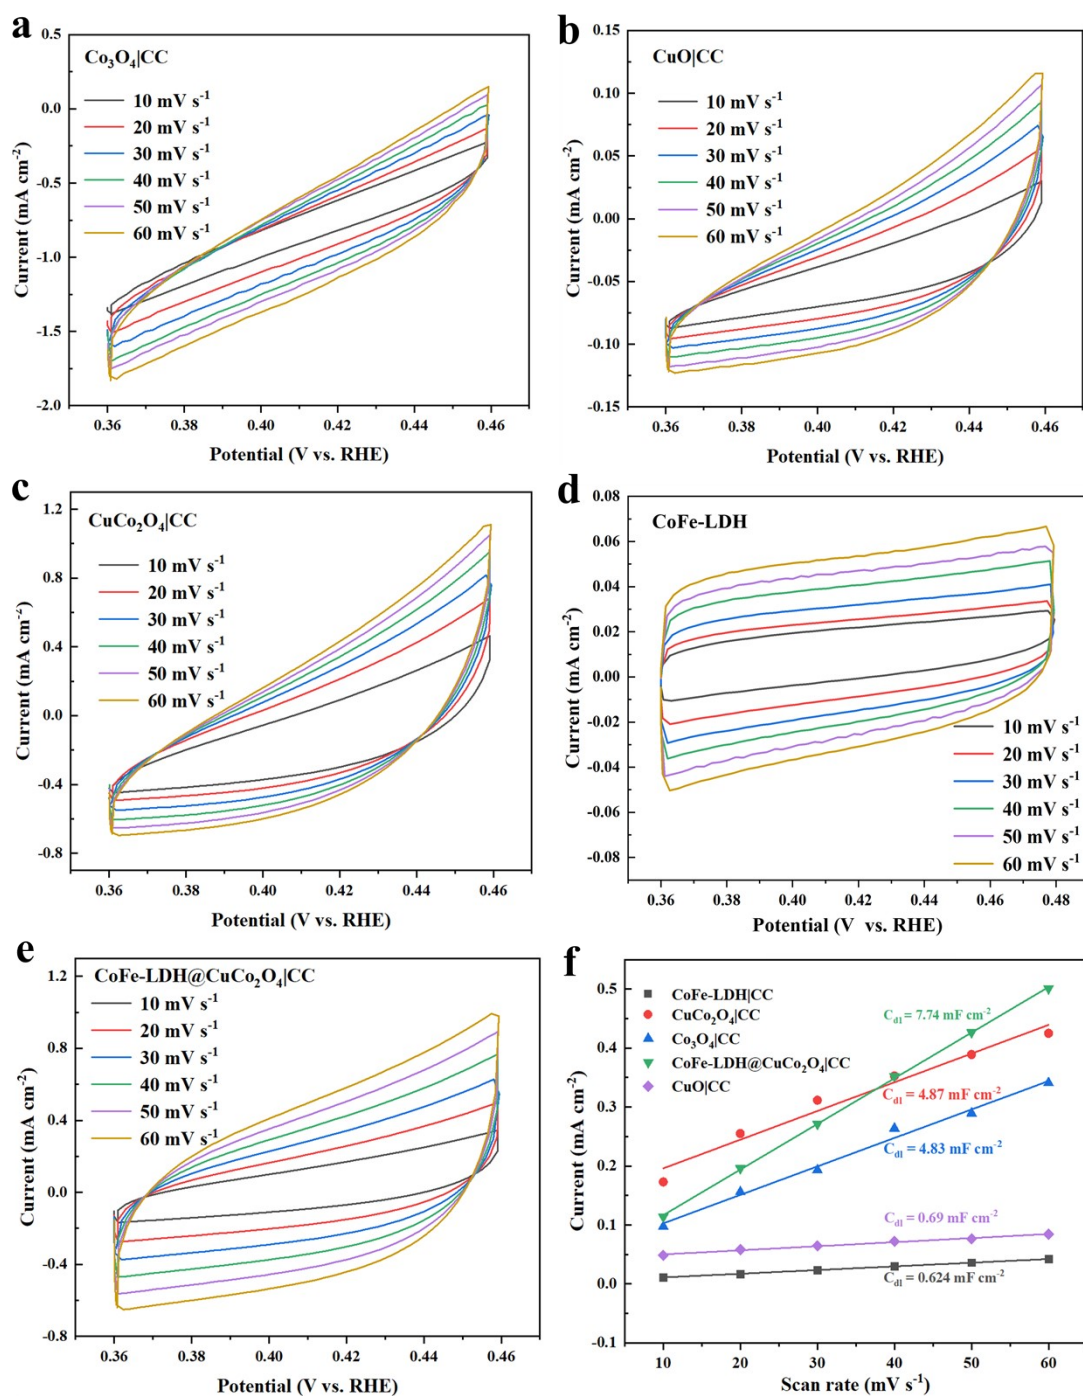 a
Co₃O₄|CC
10 mV s⁻¹
20 mV s⁻¹
30 mV s⁻¹
40 mV s⁻¹
50 mV s⁻¹
60 mV s⁻¹
0.5
0.0
-0.5
-1.0
-1.5
-2.0
0.36 0.38 0.40 0.42 0.44 0.46
Current (mA cm⁻²)
Potential (V vs. RHE)
b
CuO|CC
10 mV s⁻¹
20 mV s⁻¹
30 mV s⁻¹
40 mV s⁻¹
50 mV s⁻¹
60 mV s⁻¹
0.15
0.10
0.05
0.00
-0.05
-0.10
-0.15
0.36 0.38 0.40 0.42 0.44 0.46
Current (mA cm⁻²)
Potential (V vs. RHE)
c
CuCo₂O₄|CC
10 mV s⁻¹
20 mV s⁻¹
30 mV s⁻¹
40 mV s⁻¹
50 mV s⁻¹
60 mV s⁻¹
1.2
0.8
0.4
0.0
-0.4
-0.8
0.36 0.38 0.40 0.42 0.44 0.46
Current (mA cm⁻²)
Potential (V vs. RHE)
d
CoFe-LDH
0.08
0.06
0.04
0.02
0.00
-0.02
-0.04
-0.06
-0.08
10 mV s⁻¹
20 mV s⁻¹
30 mV s⁻¹
40 mV s⁻¹
50 mV s⁻¹
60 mV s⁻¹
0.36 0.38 0.40 0.42 0.44 0.46 0.48
Current (mA cm⁻²)
Potential (V vs. RHE)
e
CoFe-LDH@CuCo₂O₄|CC
10 mV s⁻¹
20 mV s⁻¹
30 mV s⁻¹
40 mV s⁻¹
50 mV s⁻¹
60 mV s⁻¹
1.2
0.8
0.4
0.0
-0.4
-0.8
0.36 0.38 0.40 0.42 0.44 0.46
Current (mA cm⁻²)
Potential (V vs. RHE)
f
CoFe-LDH|CC
CuCo₂O₄|CC
Co₃O₄|CC
CoFe-LDH@CuCo₂O₄|CC
CuO|CC
C_dl = 7.74 mF cm⁻²
C_dl = 4.87 mF cm⁻²
C_dl = 4.83 mF cm⁻²
C_dl = 0.69 mF cm⁻²
C_dl = 0.624 mF cm⁻²
0.5
0.4
0.3
0.2
0.1
0.0
-0.1
10 20 30 40 50 60
Current (mA cm⁻²)
Scan rate (mV s⁻¹)